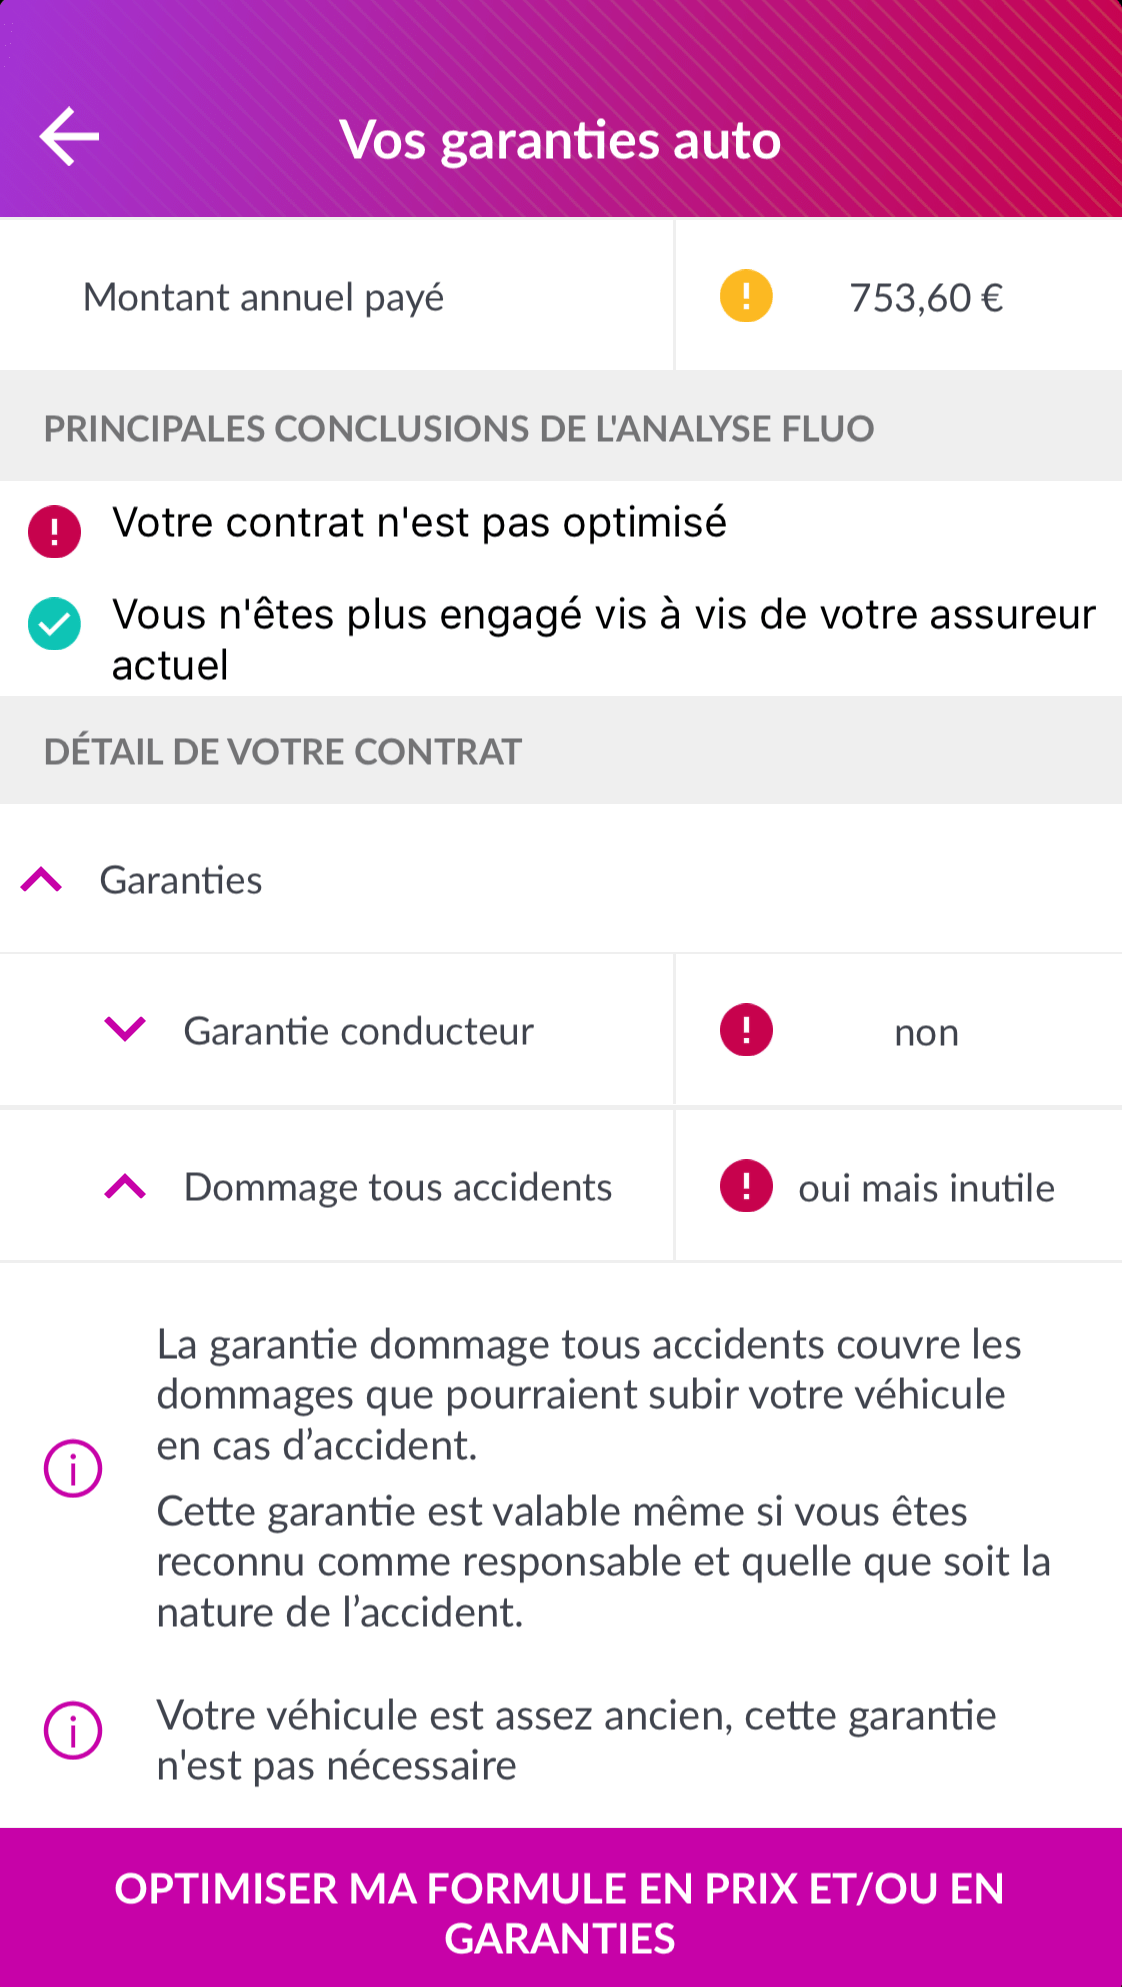 Vos garanties auto
Montant annuel payé
753,60 €
PRINCIPALES CONCLUSIONS DE L'ANALYSE FLUO
Votre contrat n'est pas optimisé
Vous n'êtes plus engagé vis à vis de votre assureur
actuel
DÉTAIL DE VOTRE CONTRAT
Garanties
Garantie conducteur
non
Dommage tous accidents
oui mais inutile
La garantie dommage tous accidents couvre les
dommages que pourraient subir votre véhicule
en cas d’accident.
Cette garantie est valable même si vous êtes
reconnu comme responsable et quelle que soit la
nature de l’accident.
Votre véhicule est assez ancien, cette garantie
n'est pas nécessaire
OPTIMISER MA FORMULE EN PRIX ET/OU EN
GARANTIES